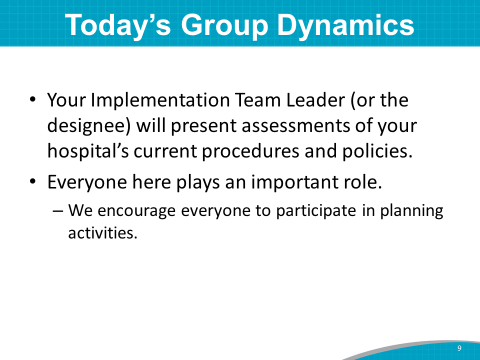 Today’s Group Dynamics
• Your Implementation Team Leader (or the
designee) will present assessments of your
hospital’s current procedures and policies.
• Everyone here plays an important role.
– We encourage everyone to participate in planning
activities.
9